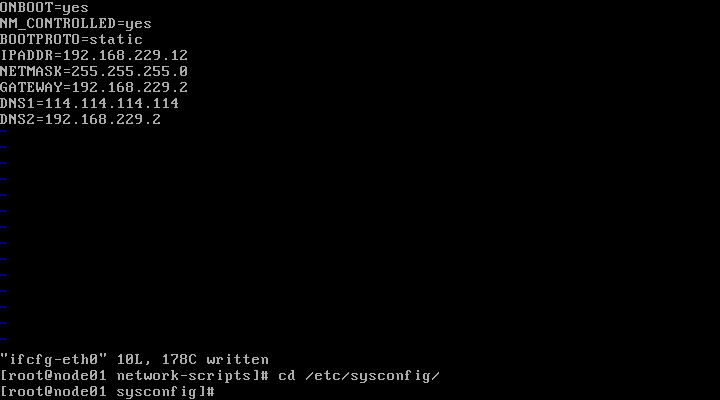 ONBOOT=yes
NM_CONTROLLED=yes
BOOTPROTO=static
IPADDR=192.168.229.12
NETMASK=255.255.255.0
GATEWAY=192.168.229.2
DNS1=114.114.114.114
DNS2=192.168.229.2
~
~
~
~
~
~
~
~
~
~
~
~
~
~
"ifcfg-eth0" 10L, 178C written
[root@node01 network-scripts]# cd /etc/sysconfig/
[root@node01 sysconfig]#